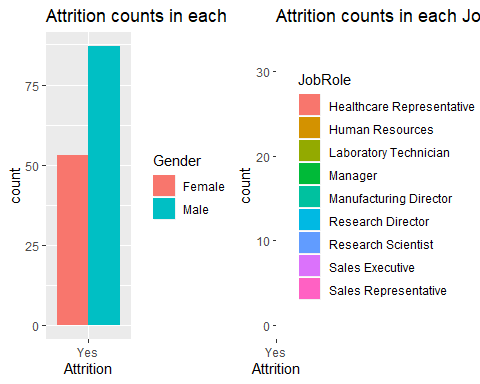 Attrition counts in each
75
50
25
0
count
Yes
Attrition
Gender
Female
Male
Attrition counts in each Jo
30
20
10
0
count
Yes
Attrition
JobRole
Healthcare Representative
Human Resources
Laboratory Technician
Manager
Manufacturing Director
Research Director
Research Scientist
Sales Executive
Sales Representative